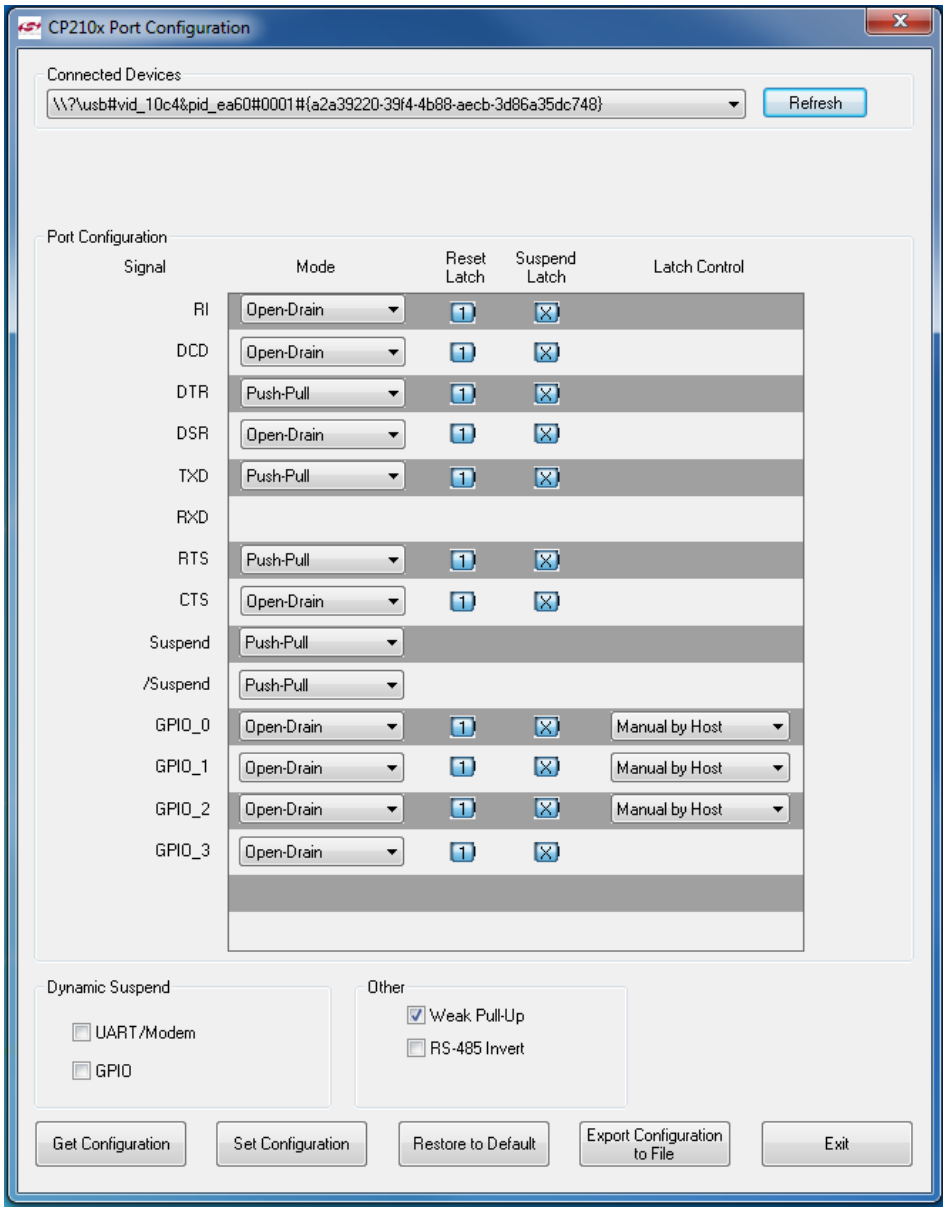 CP210x Port Configuration
Connected Devices
\\?\usb#vid_10c4&pid_ea60#0001#{a2a39220-39f4-4b88-aecb-3d86a35dc748}
Refresh
Port Configuration
Signal Mode Reset Latch Suspend Latch Latch Control
RI Open-Drain 1 X
DCD Open-Drain 1 X
DTR Push-Pull 1 X
DSR Open-Drain 1 X
TXD Push-Pull 1 X
RXD
RTS Push-Pull 1 X
CTS Open-Drain 1 X
Suspend Push-Pull
/Suspend Push-Pull
GPIO_0 Open-Drain 1 X Manual by Host
GPIO_1 Open-Drain 1 X Manual by Host
GPIO_2 Open-Drain 1 X Manual by Host
GPIO_3 Open-Drain 1 X
Dynamic Suspend
UART/Modem
GPIO
Other
Weak Pull-Up
RS-485 Invert
Get Configuration
Set Configuration
Restore to Default
Export Configuration
to File
Exit